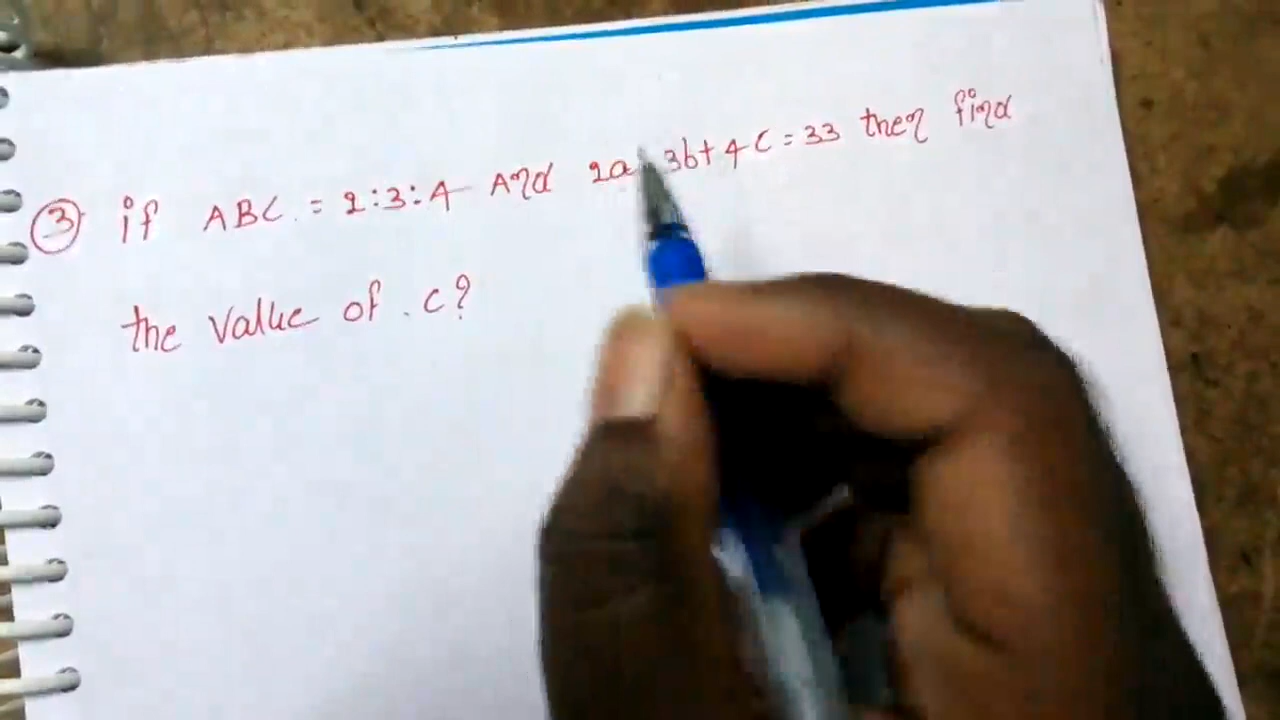 ③ if ABC = 2:3:4 And 2a 3b+4c=33 then find
the value of c?